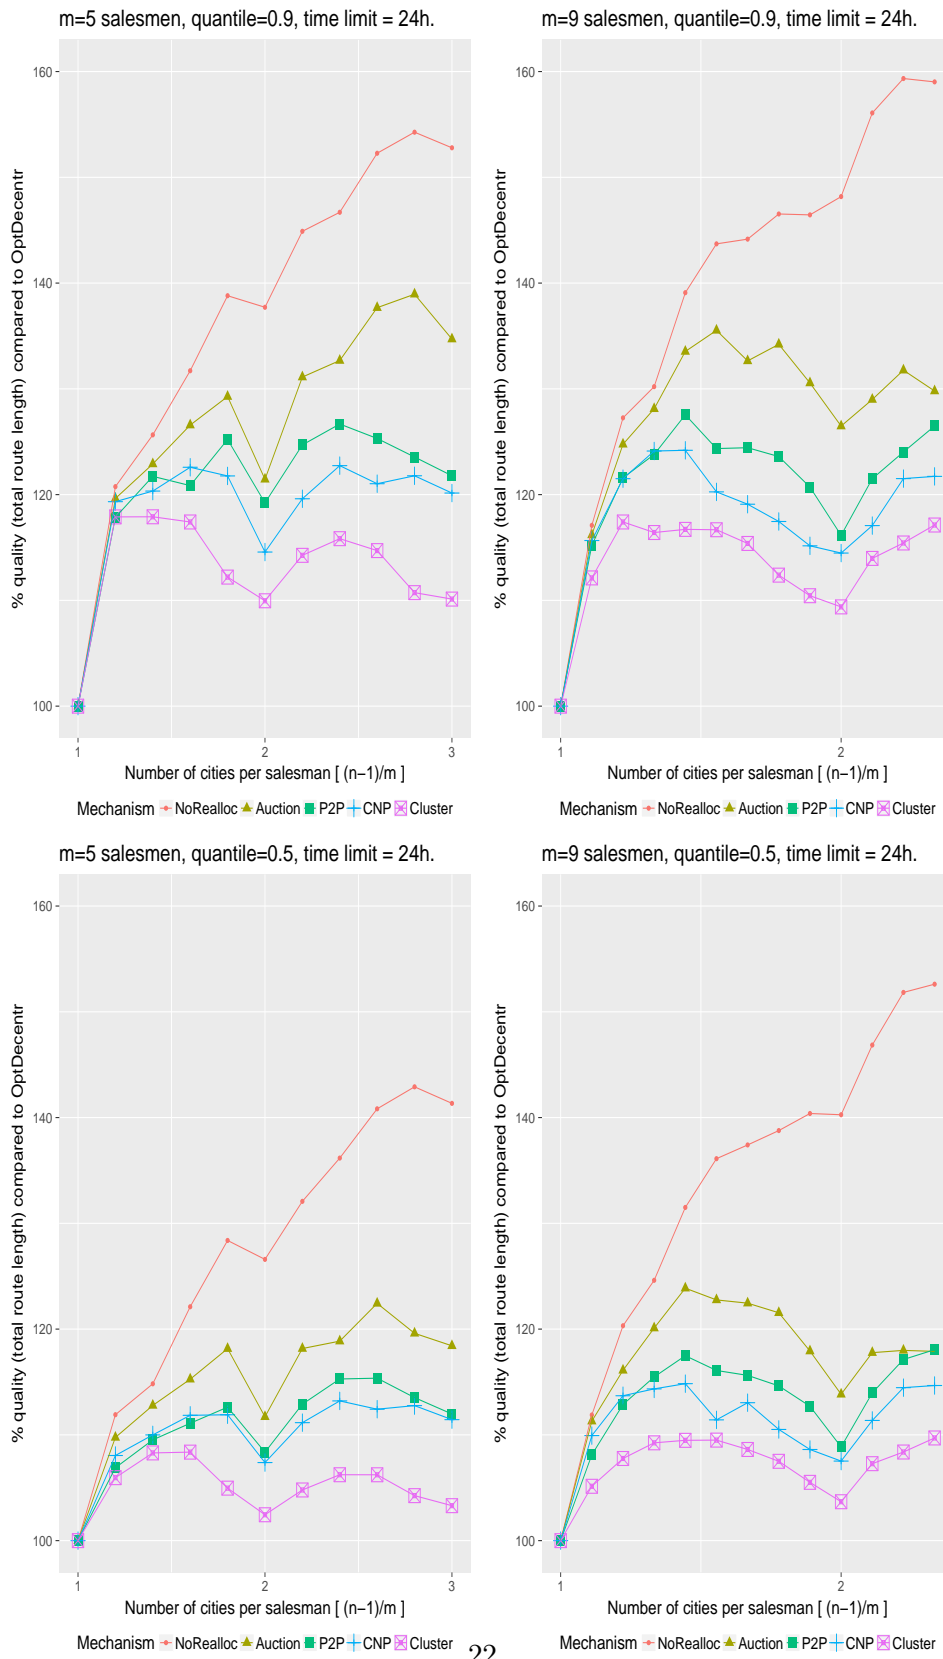 m=5 salesmen, quantile=0.9, time limit = 24h.
% quality (total route length) compared to OptDecentr
160
140
120
100
1 2 3
Number of cities per salesman [ (n−1)/m ]
Mechanism NoRealloc Auction P2P CNP Cluster
m=9 salesmen, quantile=0.9, time limit = 24h.
% quality (total route length) compared to OptDecentr
160
140
120
100
1 2
Number of cities per salesman [ (n−1)/m ]
Mechanism NoRealloc Auction P2P CNP Cluster
m=5 salesmen, quantile=0.5, time limit = 24h.
% quality (total route length) compared to OptDecentr
160
140
120
100
1 2 3
Number of cities per salesman [ (n−1)/m ]
Mechanism NoRealloc Auction P2P CNP Cluster
m=9 salesmen, quantile=0.5, time limit = 24h.
% quality (total route length) compared to OptDecentr
160
140
120
100
1 2
Number of cities per salesman [ (n−1)/m ]
Mechanism NoRealloc Auction P2P CNP Cluster